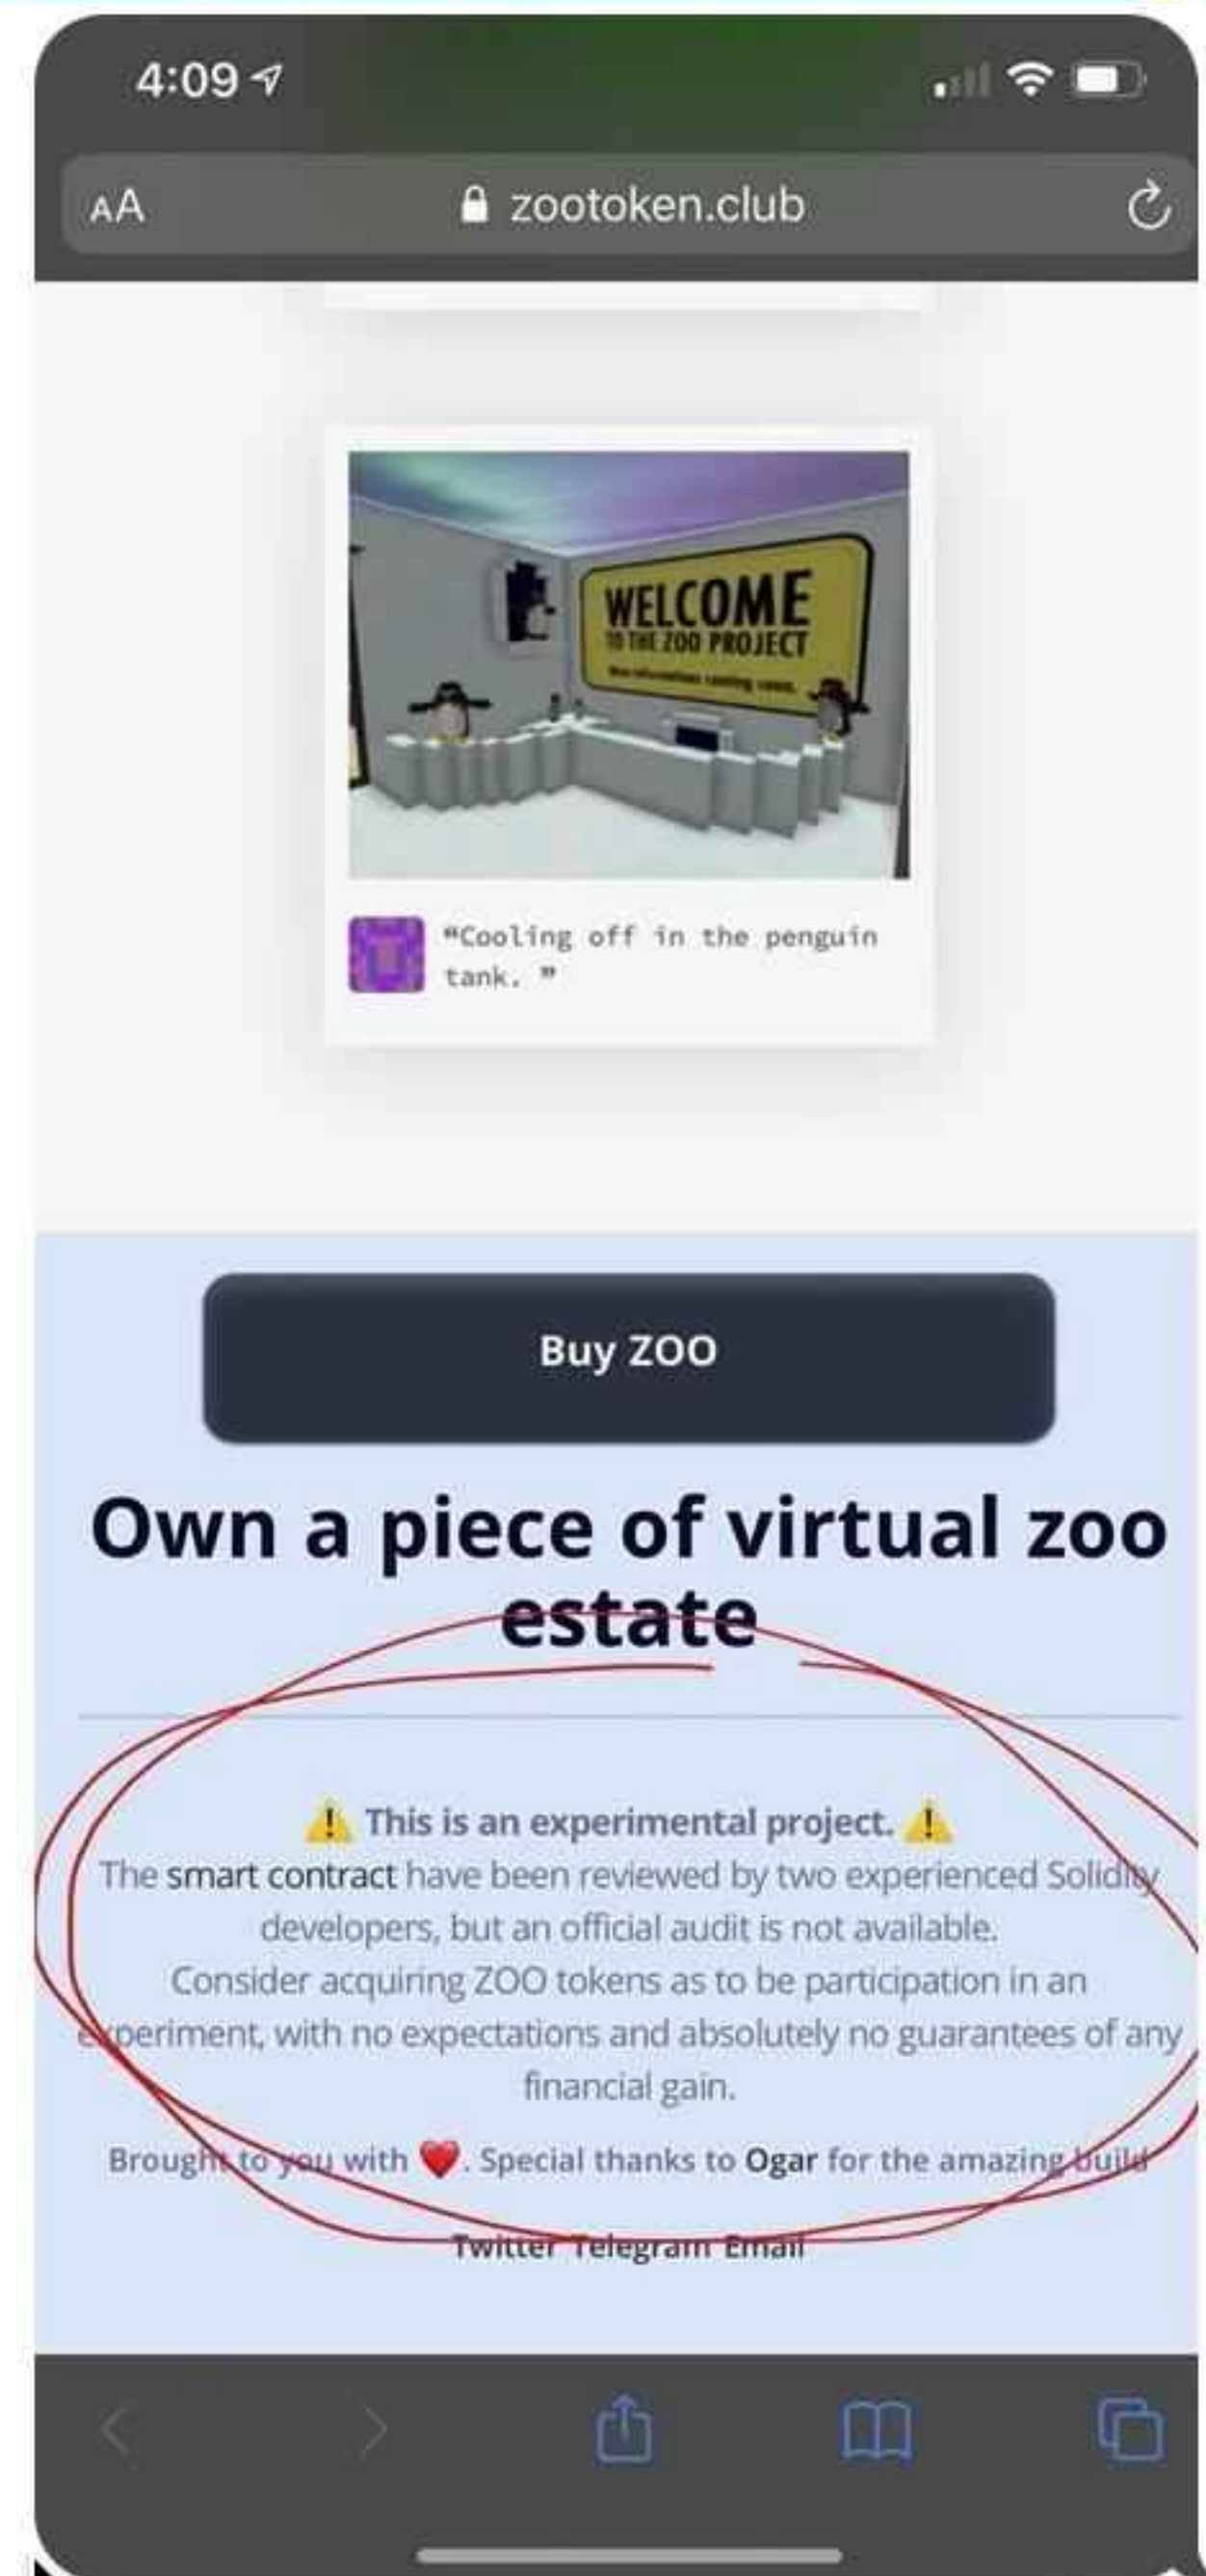 4:09
AA
zootoken.club
WELCOME
TO THE ZOO PROJECT
More informations coming soon.
"Cooling off in the penguin
tank. "
Buy ZOO
Own a piece of virtual zoo
estate
⚠️ This is an experimental project. ⚠️
The smart contract have been reviewed by two experienced Solidity
developers, but an official audit is not available.
Consider acquiring ZOO tokens as to be participation in an
experiment, with no expectations and absolutely no guarantees of any
financial gain.
Brought to you with ❤️. Special thanks to Ogar for the amazing build
Twitter Telegram Email